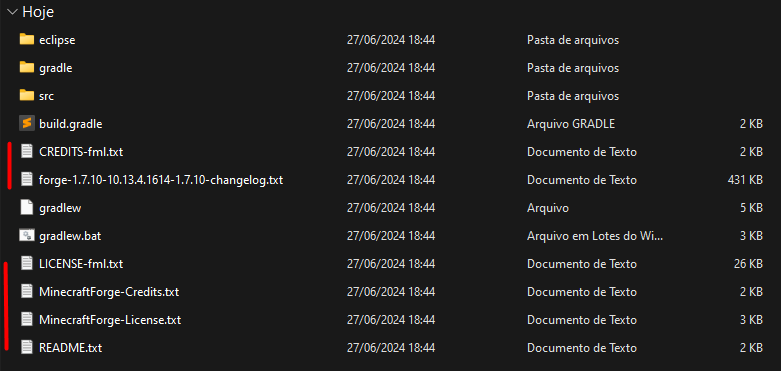 Hoje
eclipse 27/06/2024 18:44 Pasta de arquivos
gradle 27/06/2024 18:44 Pasta de arquivos
src 27/06/2024 18:44 Pasta de arquivos
build.gradle 27/06/2024 18:44 Arquivo GRADLE 2 KB
CREDITS-fml.txt 27/06/2024 18:44 Documento de Texto 2 KB
forge-1.7.10-10.13.4.1614-1.7.10-changelog.txt 27/06/2024 18:44 Documento de Texto 431 KB
gradlew 27/06/2024 18:44 Arquivo 5 KB
gradlew.bat 27/06/2024 18:44 Arquivo em Lotes do Wi... 3 KB
LICENSE-fml.txt 27/06/2024 18:44 Documento de Texto 26 KB
MinecraftForge-Credits.txt 27/06/2024 18:44 Documento de Texto 2 KB
MinecraftForge-License.txt 27/06/2024 18:44 Documento de Texto 3 KB
README.txt 27/06/2024 18:44 Documento de Texto 2 KB